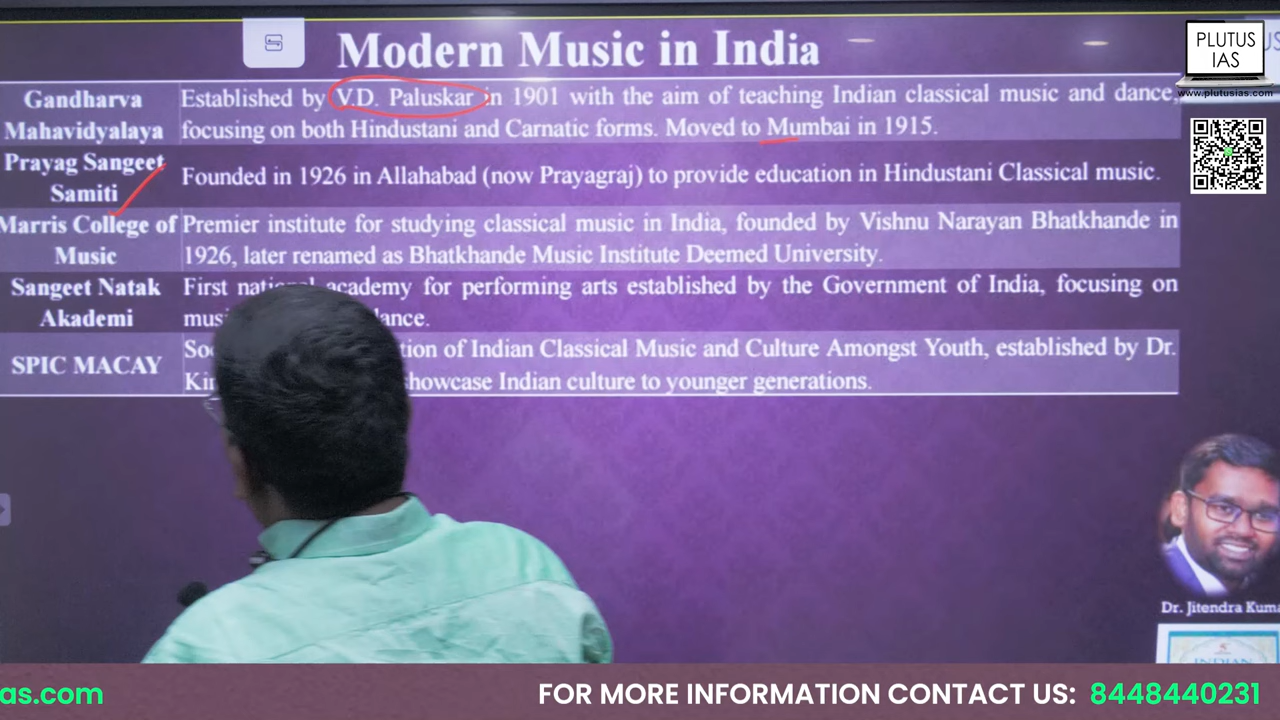 Modern Music in India
PLUTUS
IAS
www.plutusias.com
Gandharva
Mahavidyalaya
Established by V.D. Paluskar in 1901 with the aim of teaching Indian classical music and dance,
focusing on both Hindustani and Carnatic forms. Moved to Mumbai in 1915.
Prayag Sangeet
Samiti
Founded in 1926 in Allahabad (now Prayagraj) to provide education in Hindustani Classical music.
Marris College of
Music
Premier institute for studying classical music in India, founded by Vishnu Narayan Bhatkhande in
1926, later renamed as Bhatkhande Music Institute Deemed University.
Sangeet Natak
Akademi
First national academy for performing arts established by the Government of India, focusing on
SPIC MACAY
of Indian Classical Music and Culture Amongst Youth, established by Dr.
showcase Indian culture to younger generations.
Dr. Jitendra
INDIAN
as.com
FOR MORE INFORMATION CONTACT US: 8448440231